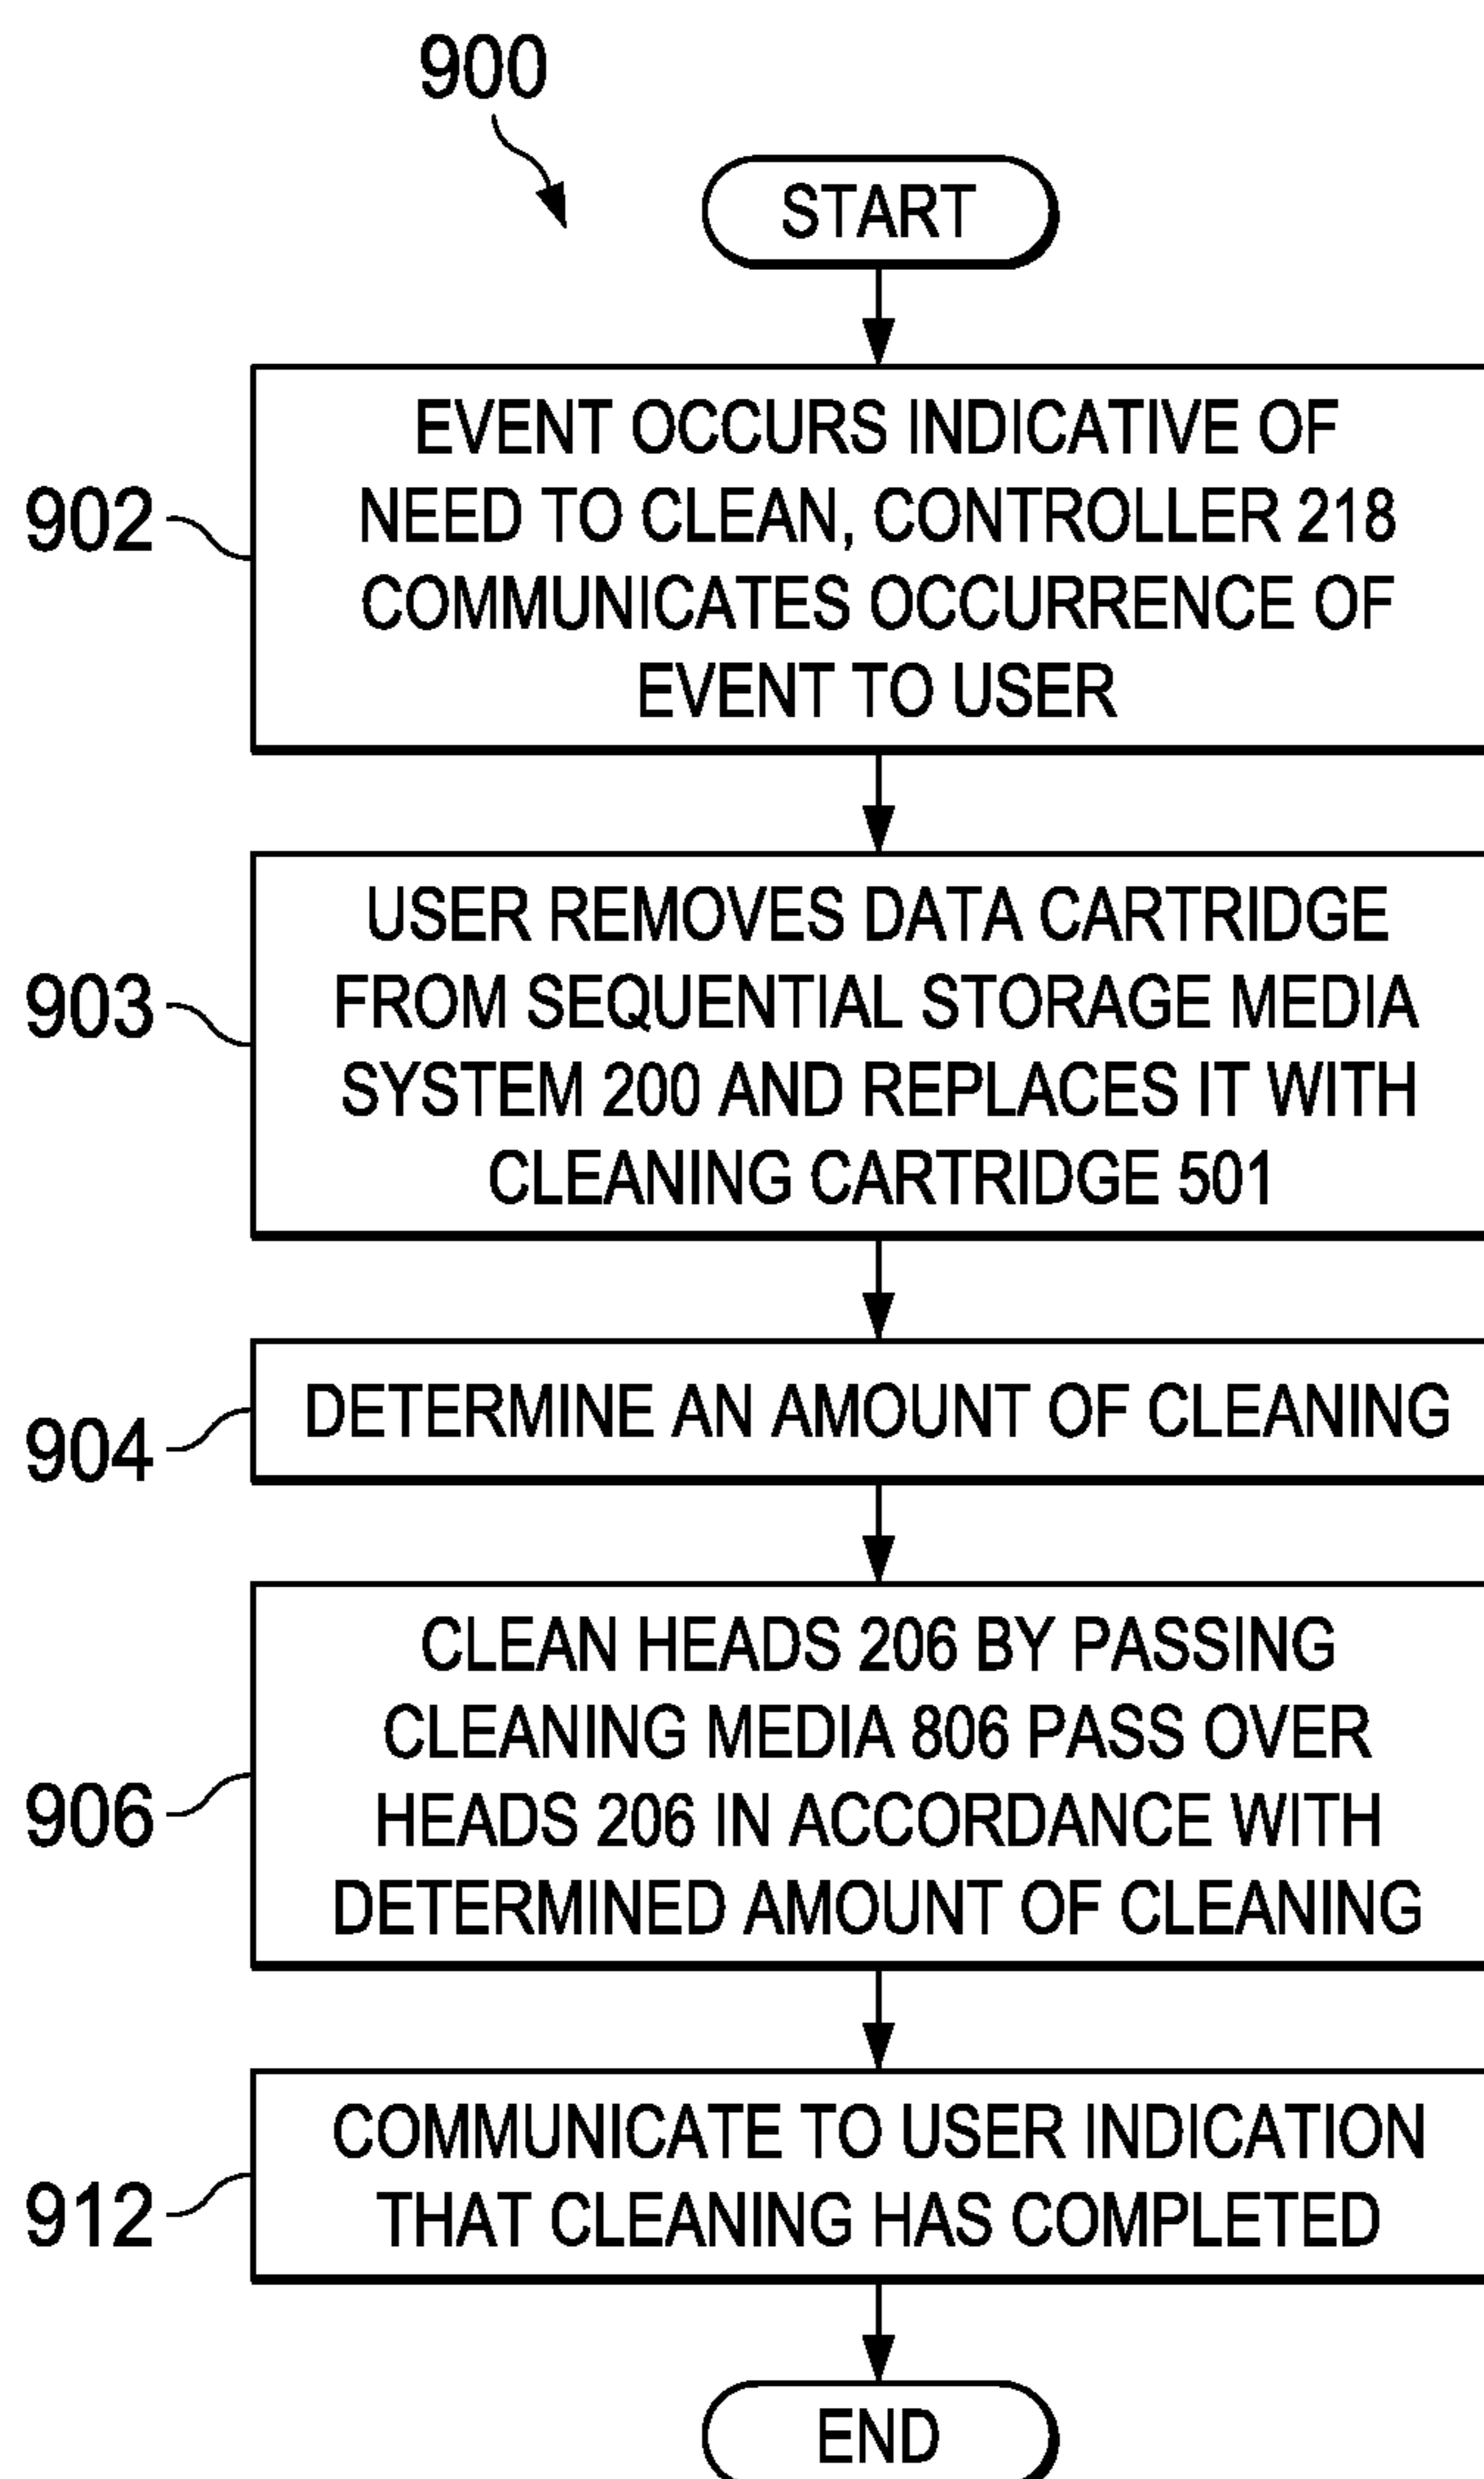 900
START
902
EVENT OCCURS INDICATIVE OF
NEED TO CLEAN, CONTROLLER 218
COMMUNICATES OCCURRENCE OF
EVENT TO USER
903
USER REMOVES DATA CARTRIDGE
FROM SEQUENTIAL STORAGE MEDIA
SYSTEM 200 AND REPLACES IT WITH
CLEANING CARTRIDGE 501
904
DETERMINE AN AMOUNT OF CLEANING
906
CLEAN HEADS 206 BY PASSING
CLEANING MEDIA 806 PASS OVER
HEADS 206 IN ACCORDANCE WITH
DETERMINED AMOUNT OF CLEANING
912
COMMUNICATE TO USER INDICATION
THAT CLEANING HAS COMPLETED
END